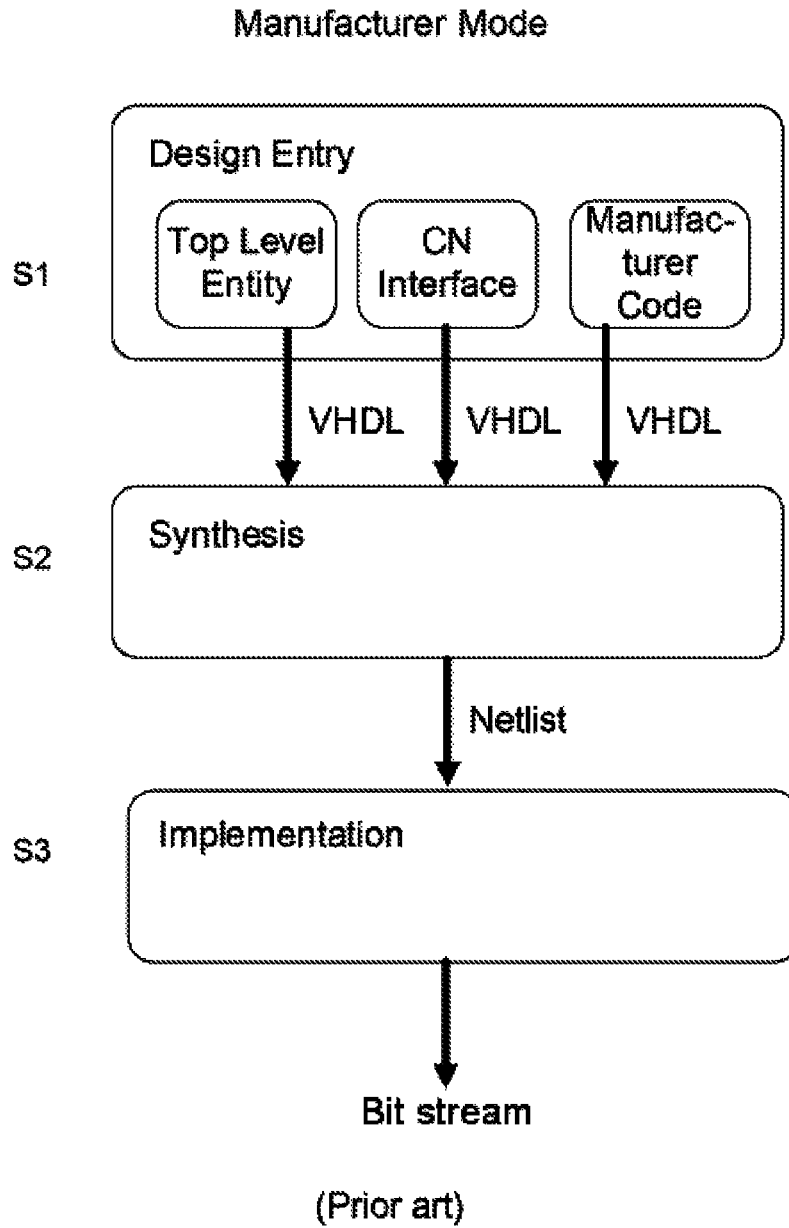 Manufacturer Mode
Design Entry
Top Level
Entity
CN
Interface
Manufac-
turer
Code
S1
VHDL
VHDL
VHDL
S2
Synthesis
Netlist
S3
Implementation
Bit stream
(Prior art)